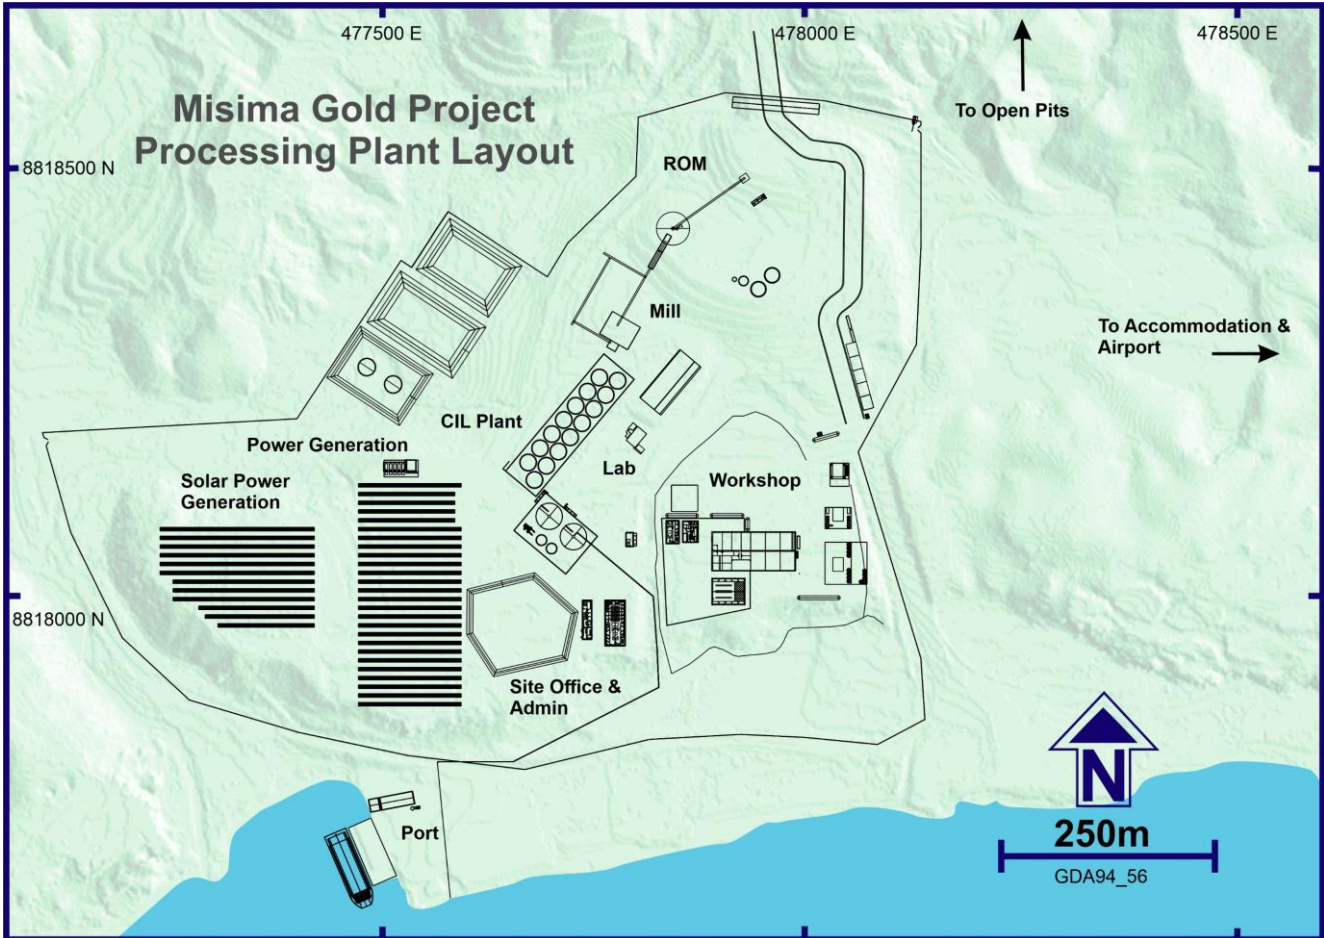 477500 E
478000 E
478500 E
Misima Gold Project
Processing Plant Layout
To Open Pits
8818500 N
ROM
Mill
To Accommodation &
Airport
CIL Plant
Power Generation
Lab
Solar Power
Generation
Workshop
8818000 N
Site Office &
Admin
N
Port
250m
GDA94_56